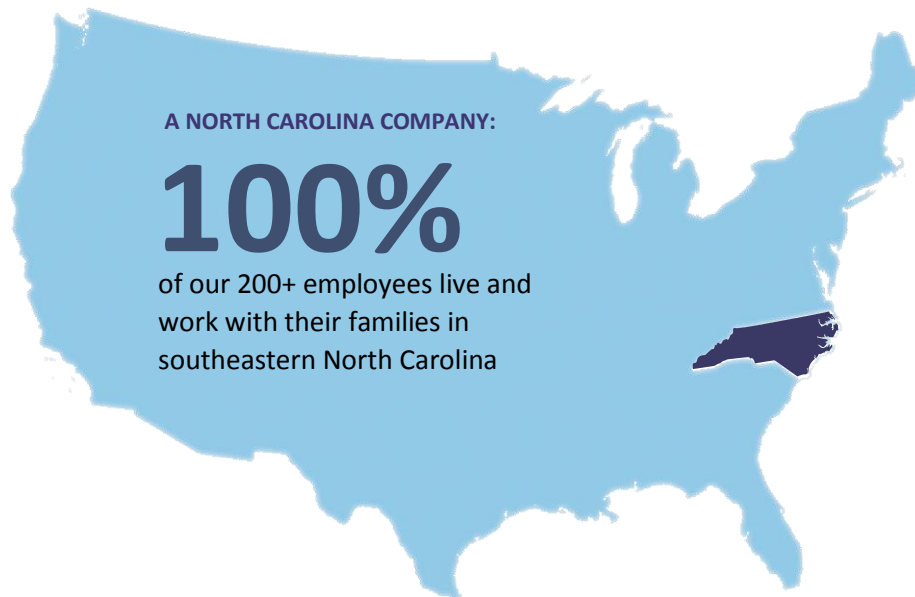 A NORTH CAROLINA COMPANY:
100%
of our 200+ employees live and
work with their families in
southeastern North Carolina